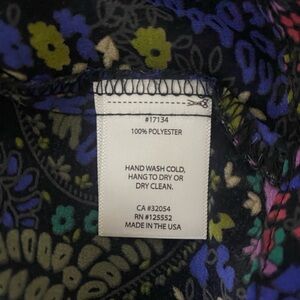 #17134
100% POLYESTER
HAND WASH COLD,
HANG TO DRY OR
DRY CLEAN.
CA #32054
RN #125552
MADE IN THE USA